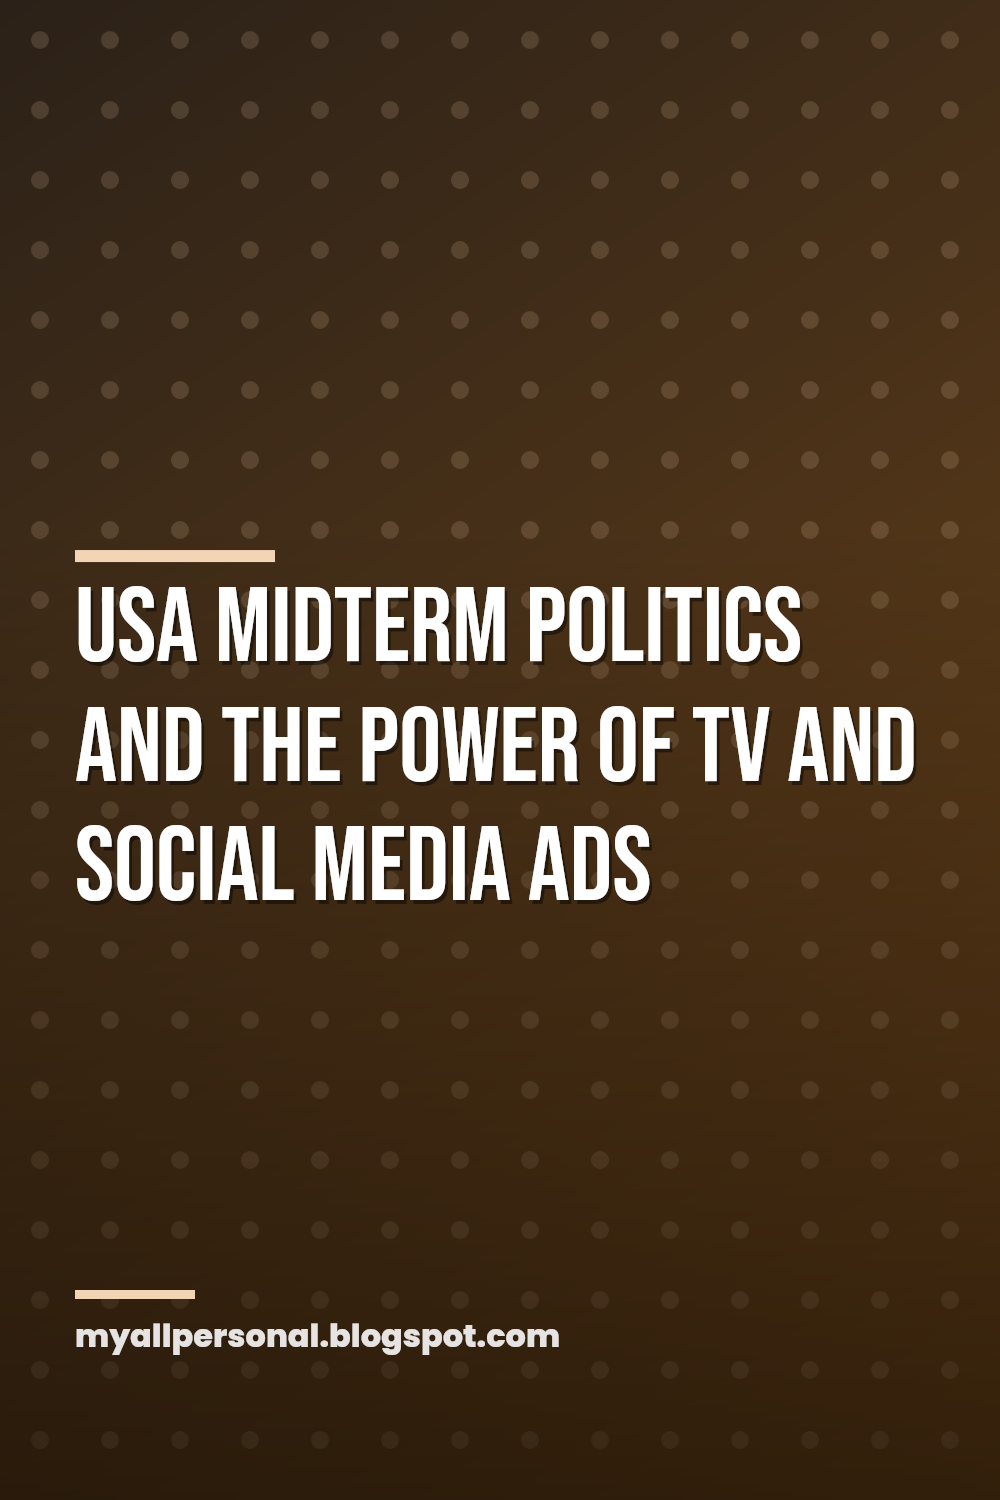 USA MIDTERM POLITICS
AND THE POWER OF TV AND
SOCIAL MEDIA ADS
myallpersonal.blogspot.com